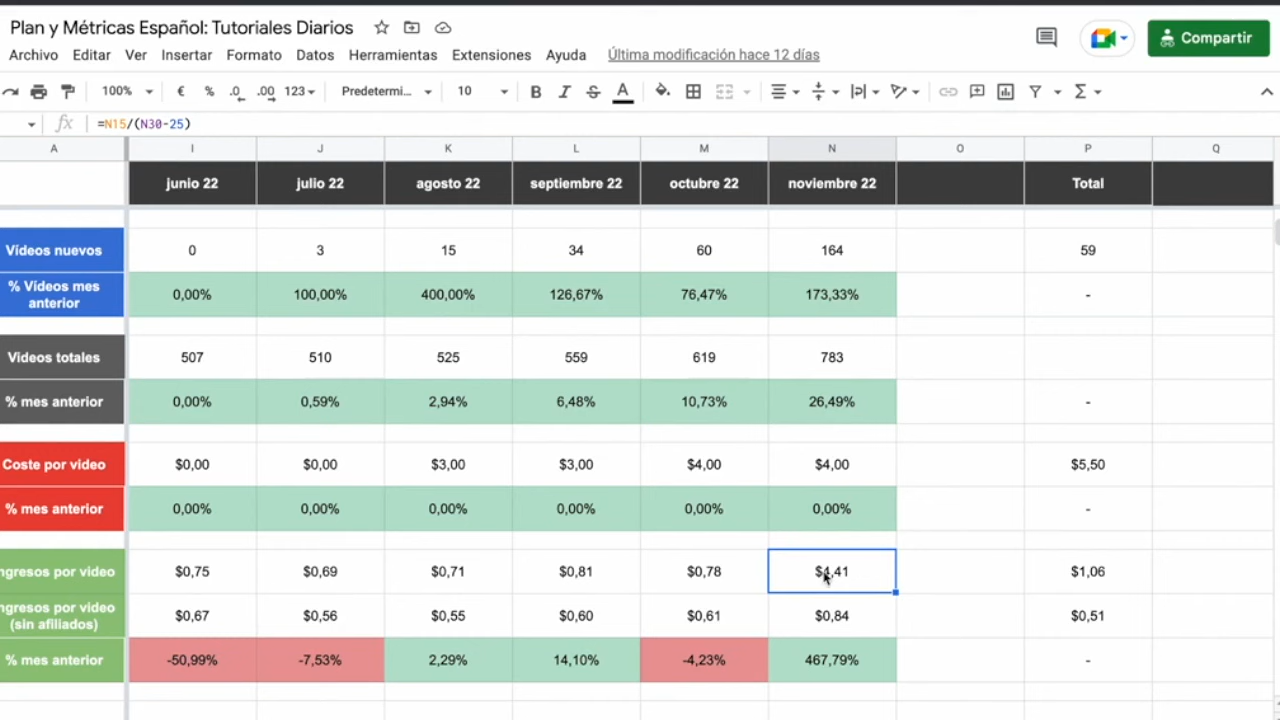 Plan y Métricas Español: Tutoriales Diarios
Compartir
Archivo Editar Ver Insertar Formato Datos Herramientas Extensiones Ayuda Última modificación hace 12 días
100% € % .0 .00 123 Predetermi... 10 B I S A Σ
fx =N15/(N30-25)
A I J K L M N O P Q
junio 22 julio 22 agosto 22 septiembre 22 octubre 22 noviembre 22 Total
Vídeos nuevos 0 3 15 34 60 164 59
% Vídeos mes anterior 0,00% 100,00% 400,00% 126,67% 76,47% 173,33% -
Videos totales 507 510 525 559 619 783
% mes anterior 0,00% 0,59% 2,94% 6,48% 10,73% 26,49% -
Coste por video $0,00 $0,00 $3,00 $3,00 $4,00 $4,00 $5,50
% mes anterior 0,00% 0,00% 0,00% 0,00% 0,00% 0,00% -
ngresos por video $0,75 $0,69 $0,71 $0,81 $0,78 $4,41 $1,06
ngresos por video (sin afiliados) $0,67 $0,56 $0,55 $0,60 $0,61 $0,84 $0,51
% mes anterior -50,99% -7,53% 2,29% 14,10% -4,23% 467,79% -